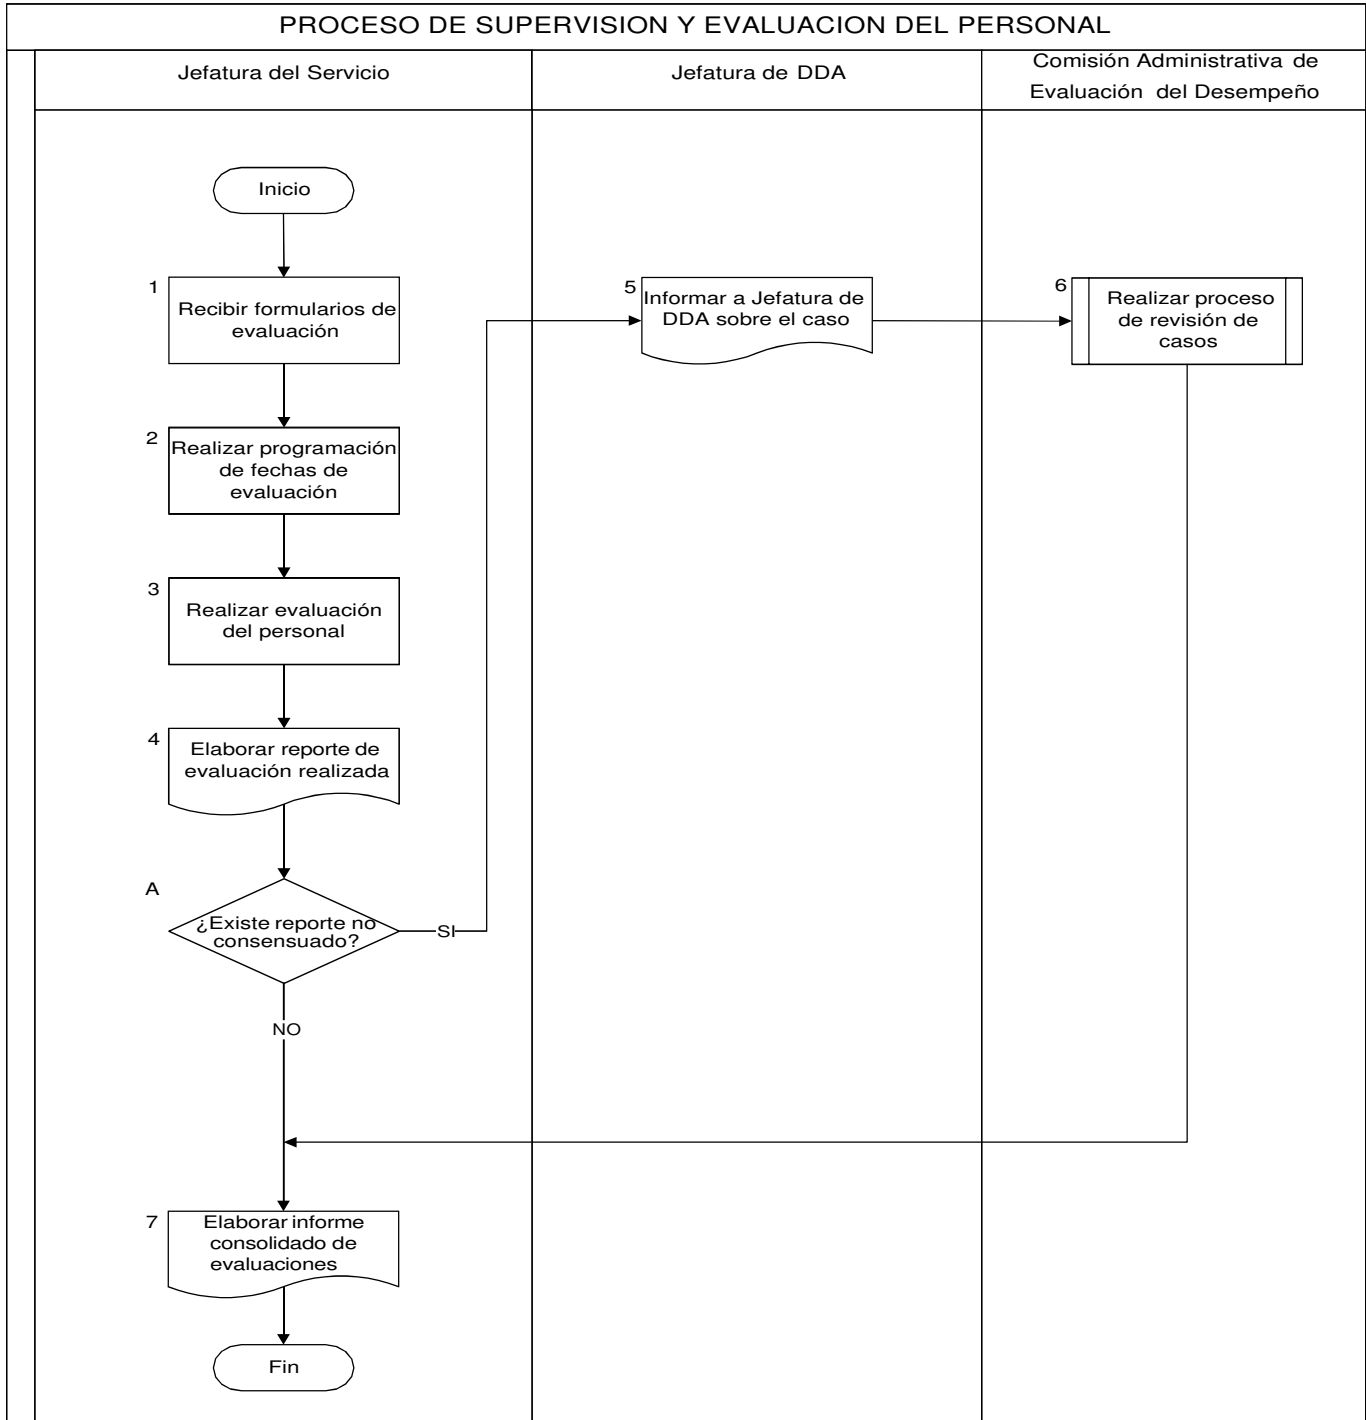 PROCESO DE SUPERVISION Y EVALUACION DEL PERSONAL
Jefatura del Servicio
Jefatura de DDA
Comisión Administrativa de
Evaluación del Desempeño
Inicio
1
Recibir formularios de
evaluación
2
Realizar programación
de fechas de
evaluación
3
Realizar evaluación
del personal
4
Elaborar reporte de
evaluación realizada
A
¿Existe reporte no
consensuado?
SI
NO
5
Informar a Jefatura de
DDA sobre el caso
6
Realizar proceso
de revisión de
casos
7
Elaborar informe
consolidado de
evaluaciones
Fin